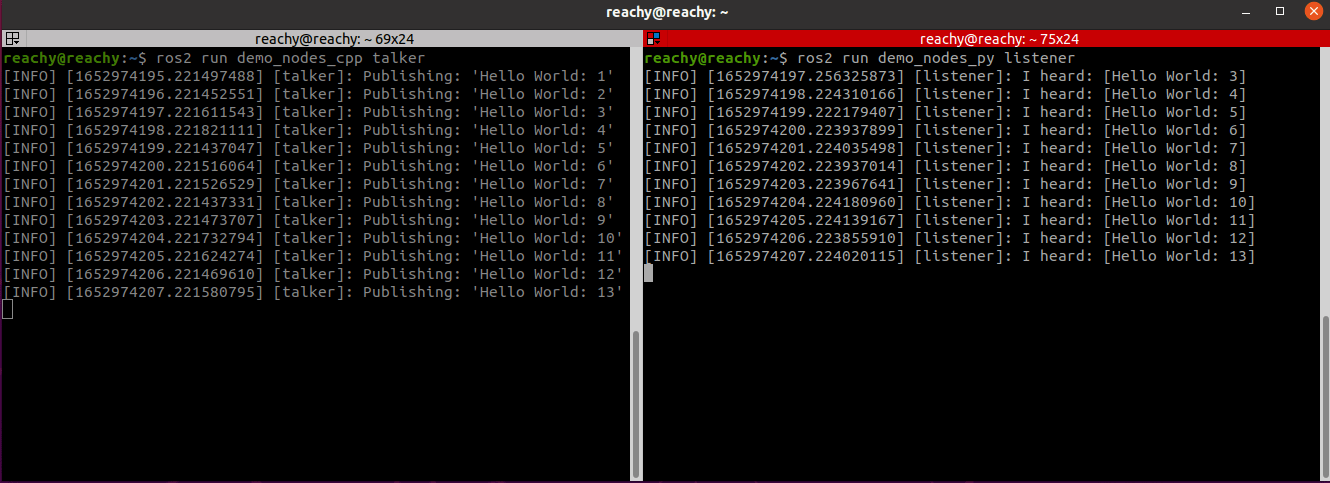 reachy@reachy: ~
reachy@reachy: ~ 69x24
reachy@reachy:~$ ros2 run demo_nodes_cpp talker
[INFO] [1652974195.221497488] [talker]: Publishing: 'Hello World: 1'
[INFO] [1652974196.221452551] [talker]: Publishing: 'Hello World: 2'
[INFO] [1652974197.221611543] [talker]: Publishing: 'Hello World: 3'
[INFO] [1652974198.221821111] [talker]: Publishing: 'Hello World: 4'
[INFO] [1652974199.221437047] [talker]: Publishing: 'Hello World: 5'
[INFO] [1652974200.221516064] [talker]: Publishing: 'Hello World: 6'
[INFO] [1652974201.221526529] [talker]: Publishing: 'Hello World: 7'
[INFO] [1652974202.221437331] [talker]: Publishing: 'Hello World: 8'
[INFO] [1652974203.221473707] [talker]: Publishing: 'Hello World: 9'
[INFO] [1652974204.221732794] [talker]: Publishing: 'Hello World: 10'
[INFO] [1652974205.221624274] [talker]: Publishing: 'Hello World: 11'
[INFO] [1652974206.221469610] [talker]: Publishing: 'Hello World: 12'
[INFO] [1652974207.221580795] [talker]: Publishing: 'Hello World: 13'
reachy@reachy: ~ 75x24
reachy@reachy:~$ ros2 run demo_nodes_py listener
[INFO] [1652974197.256325873] [listener]: I heard: [Hello World: 3]
[INFO] [1652974198.224310166] [listener]: I heard: [Hello World: 4]
[INFO] [1652974199.222179407] [listener]: I heard: [Hello World: 5]
[INFO] [1652974200.223937899] [listener]: I heard: [Hello World: 6]
[INFO] [1652974201.224035498] [listener]: I heard: [Hello World: 7]
[INFO] [1652974202.223937014] [listener]: I heard: [Hello World: 8]
[INFO] [1652974203.223967641] [listener]: I heard: [Hello World: 9]
[INFO] [1652974204.224180960] [listener]: I heard: [Hello World: 10]
[INFO] [1652974205.224139167] [listener]: I heard: [Hello World: 11]
[INFO] [1652974206.223855910] [listener]: I heard: [Hello World: 12]
[INFO] [1652974207.224020115] [listener]: I heard: [Hello World: 13]